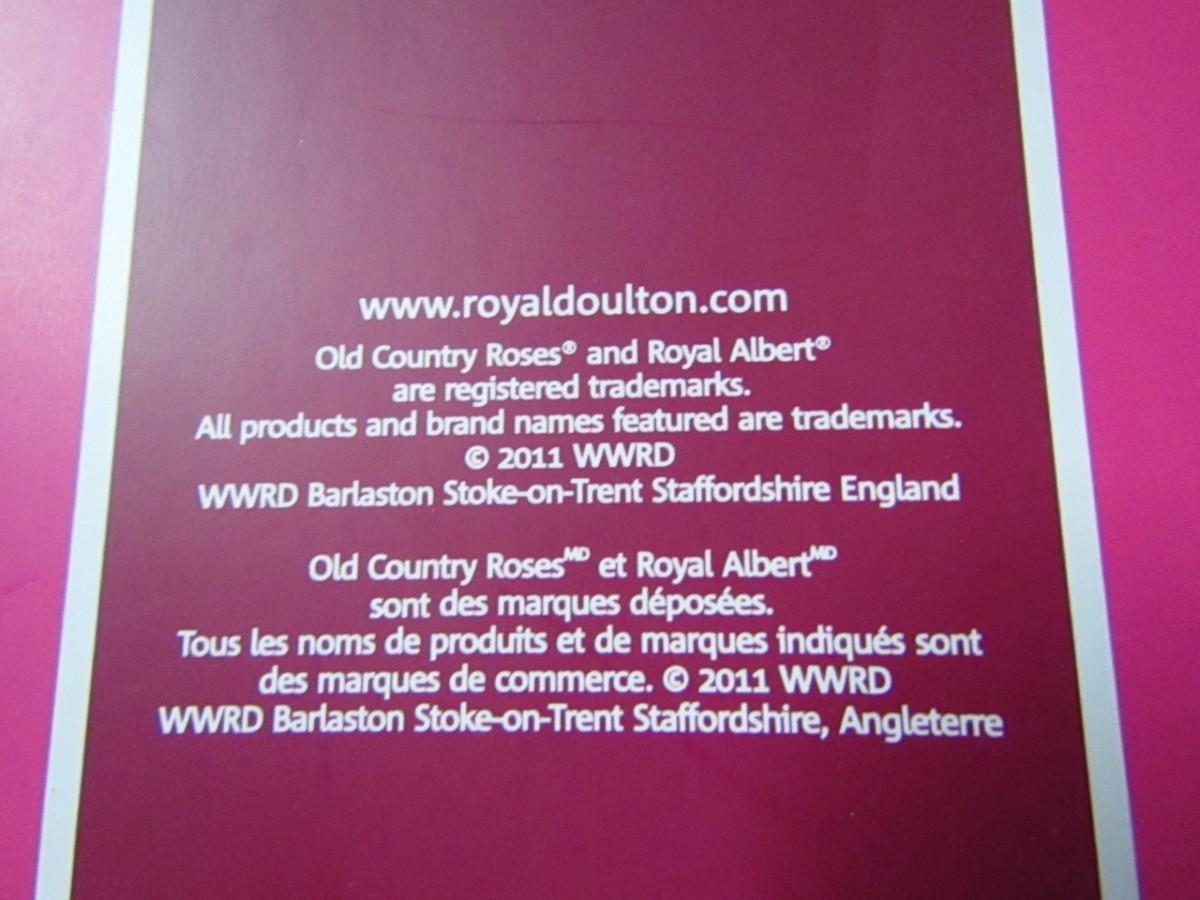 www.royaldoulton.com
Old Country Roses® and Royal Albert®
are registered trademarks.
All products and brand names featured are trademarks.
© 2011 WWRD
WWRD Barlaston Stoke-on-Trent Staffordshire England
Old Country Rosesᴹᴰ et Royal Albertᴹᴰ
sont des marques déposées.
Tous les noms de produits et de marques indiqués sont
des marques de commerce. © 2011 WWRD
WWRD Barlaston Stoke-on-Trent Staffordshire, Angleterre